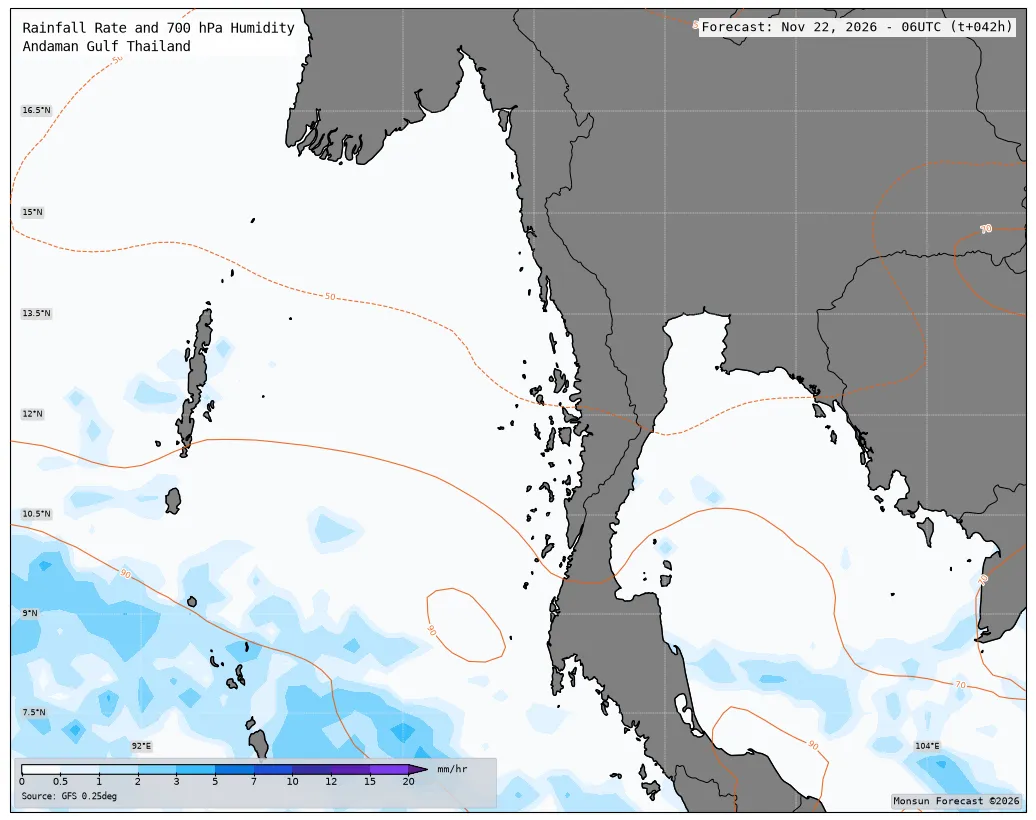 Rainfall Rate and 700 hPa Humidity
Andaman Gulf Thailand
Forecast: Nov 22, 2026 - 06UTC (t+042h)
50
16.5°N
15°N
70
50
13.5°N
12°N
10.5°N
90
70
9°N
90
70
7.5°N
92°E
90
104°E
0 0.5 1 2 3 5 7 10 12 15 20 mm/hr
Source: GFS 0.25deg
Monsun Forecast ©2026